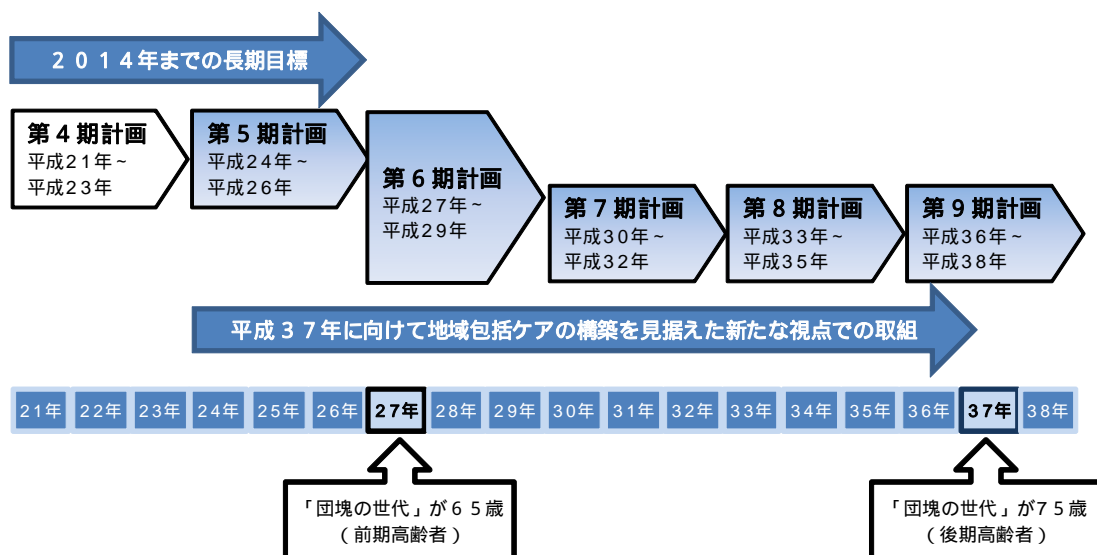 ２０１４年までの長期目標
第４期計画
平成21年～
平成23年
第５期計画
平成24年～
平成26年
第６期計画
平成27年～
平成29年
第７期計画
平成30年～
平成32年
第８期計画
平成33年～
平成35年
第９期計画
平成36年～
平成38年
平成３７年に向けて地域包括ケアの構築を見据えた新たな視点での取組
21年 22年 23年 24年 25年 26年 27年 28年 29年 30年 31年 32年 33年 34年 35年 36年 37年 38年
「団塊の世代」が６５歳
（前期高齢者）
「団塊の世代」が７５歳
（後期高齢者）